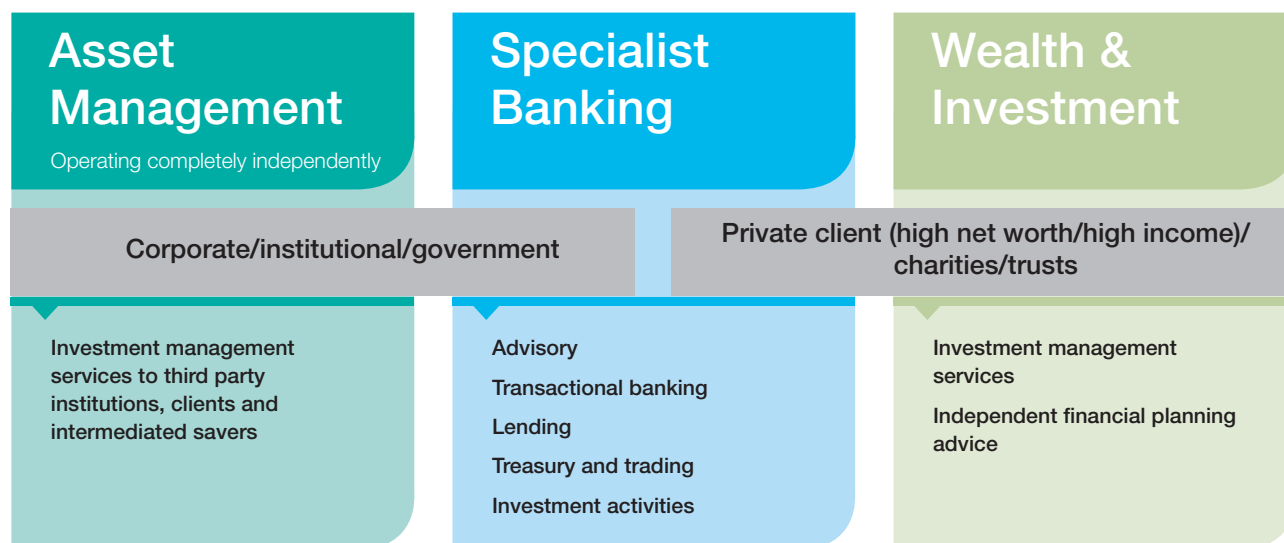 Asset
Management
Operating completely independently
Specialist
Banking
Wealth &
Investment
Corporate/institutional/government
Private client (high net worth/high income)/
charities/trusts
Investment management
services to third party
institutions, clients and
intermediated savers
Advisory
Transactional banking
Lending
Treasury and trading
Investment activities
Investment management
services
Independent financial planning
advice